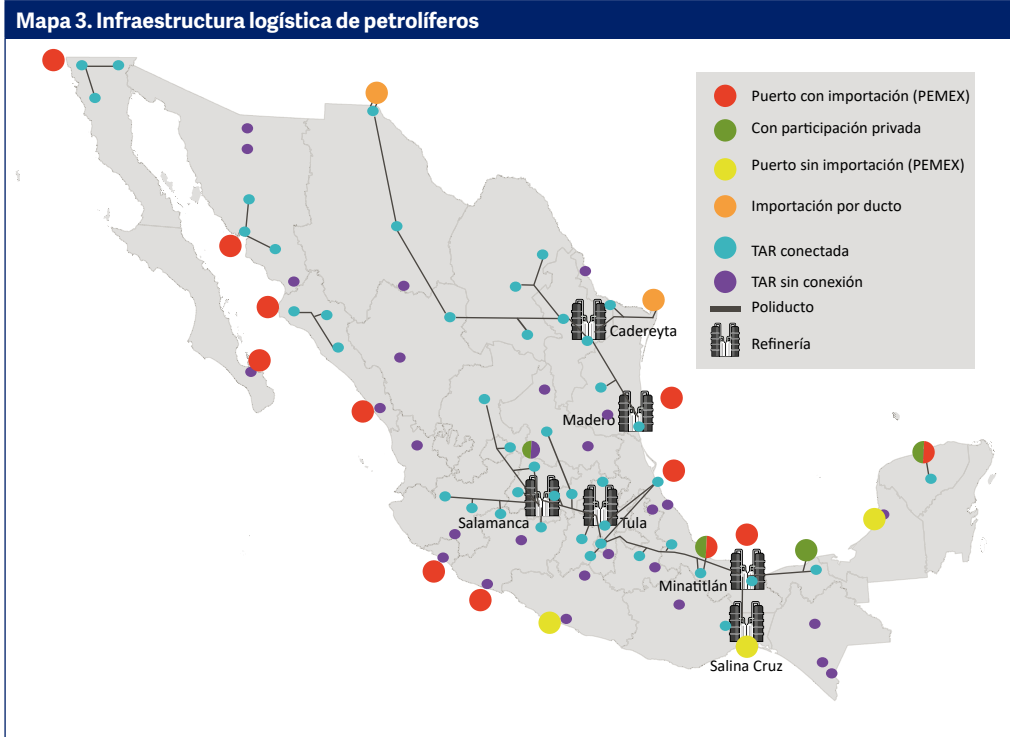 Mapa 3. Infraestructura logística de petrolíferos
Puerto con importación (PEMEX)
Con participación privada
Puerto sin importación (PEMEX)
Importación por ducto
TAR conectada
TAR sin conexión
Poliducto
Refinería
Cadereyta
Madero
Salamanca
Tula
Minatitlán
Salina Cruz